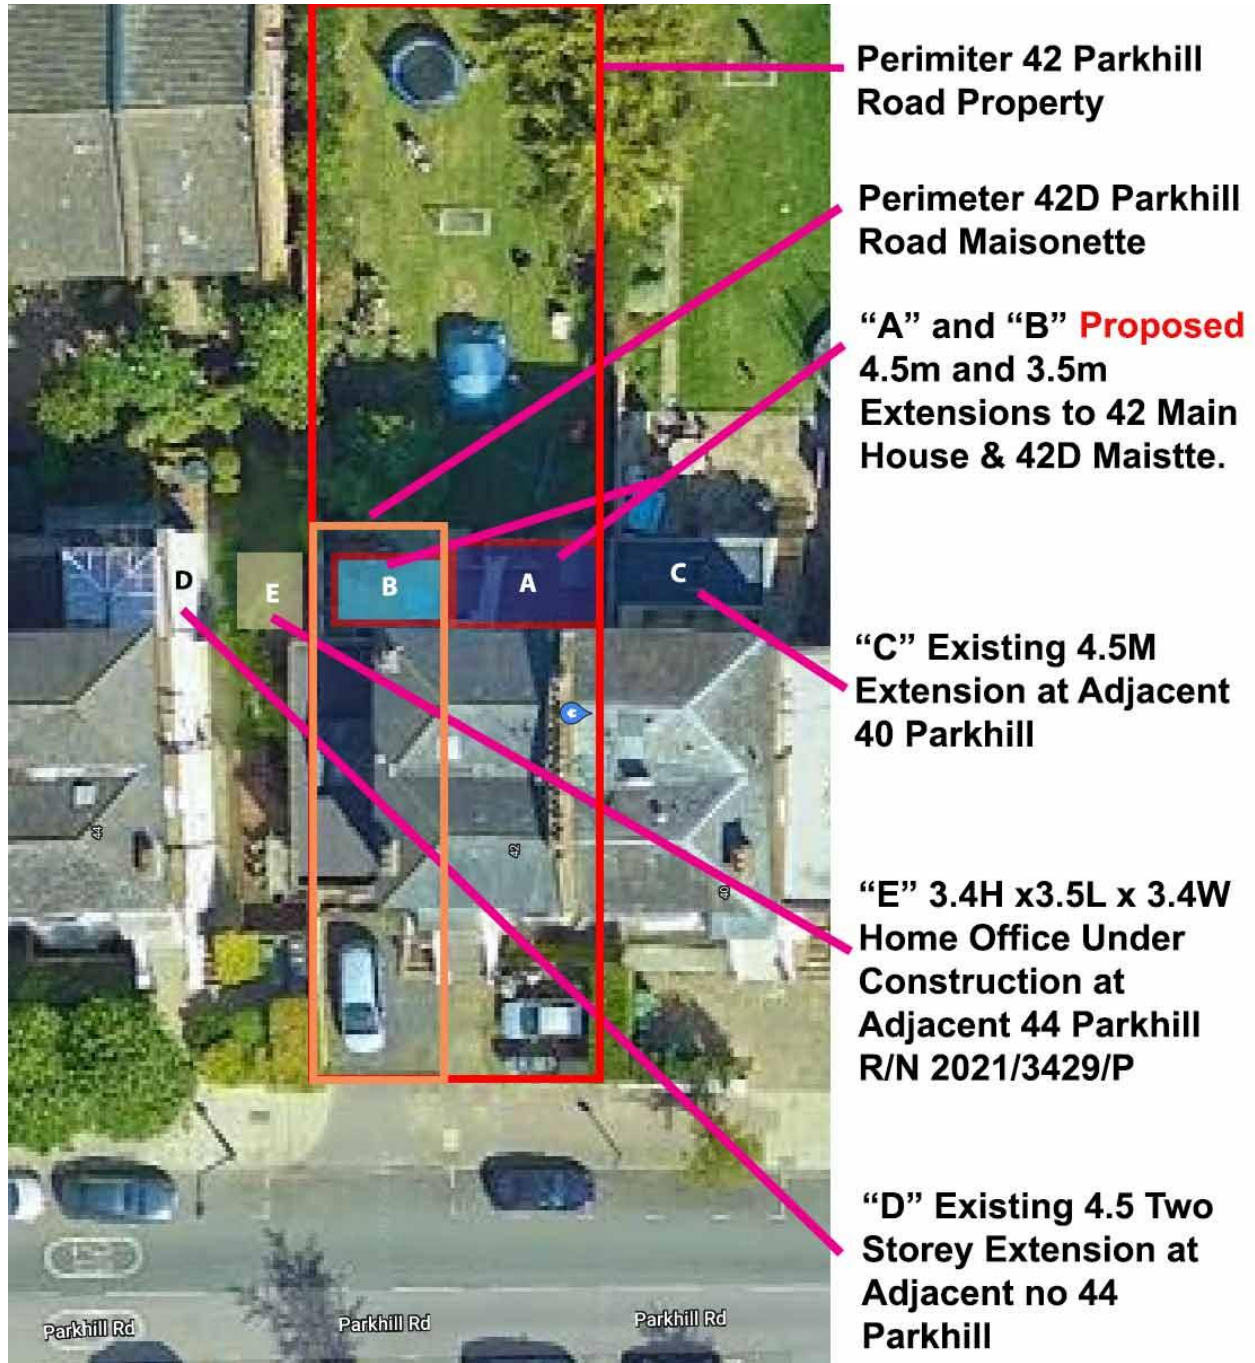 Perimiter 42 Parkhill
Road Property
Perimeter 42D Parkhill
Road Maisonette
“A” and “B” Proposed
4.5m and 3.5m
Extensions to 42 Main
House & 42D Maistte.
“C” Existing 4.5M
Extension at Adjacent
40 Parkhill
“E” 3.4H x3.5L x 3.4W
Home Office Under
Construction at
Adjacent 44 Parkhill
R/N 2021/3429/P
“D” Existing 4.5 Two
Storey Extension at
Adjacent no 44
Parkhill
D
E
B
A
C
44
42
40
Parkhill Rd
Parkhill Rd
Parkhill Rd